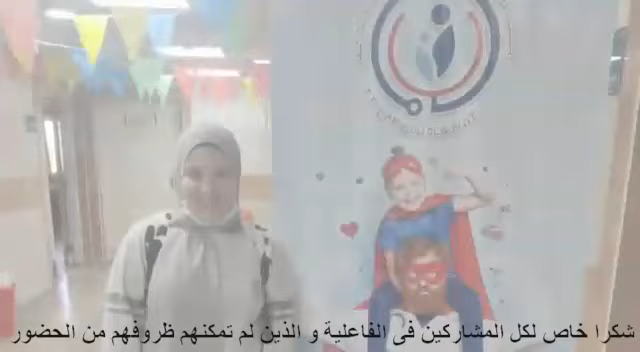 شكرا خاص لكل المشاركين فى الفاعلية و الذين لم تمكنهم ظروفهم من الحضور